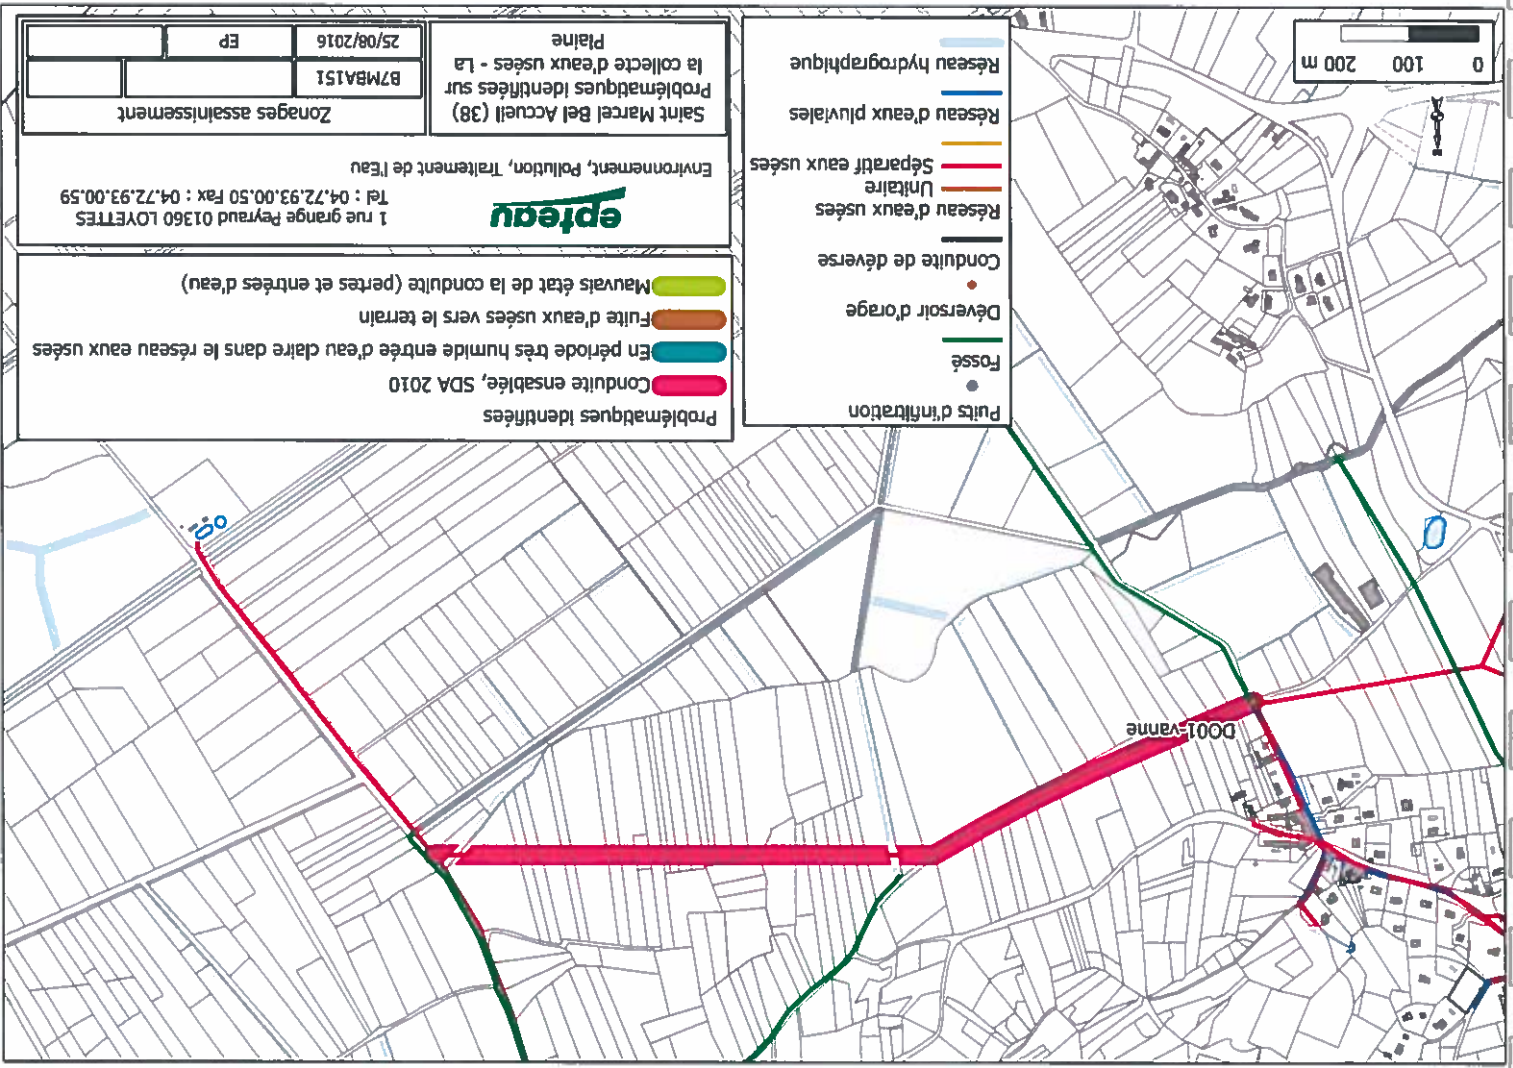 DO01-vanne
Puits d'infiltration
Fossé
Déversoir d'orage
Conduite de déverse
Réseau d'eaux usées
Unitaire
Séparatif eaux usées
Réseau d'eaux pluviales
Réseau hydrographique
Problématiques identifiées
Conduite ensablée, SDA 2010
En période très humide entrée d'eau claire dans le réseau eaux usées
Fuite d'eaux usées vers le terrain
Mauvais état de la conduite (pertes et entrées d'eau)
epteau
1 rue grange Peyraud 01360 LOYETTES
Tel : 04.72.93.00.50 Fax : 04.72.93.00.59
Environnement, Pollution, Traitement de l'Eau
Saint Marcel Bel Accueil (38)
Problématiques identifiées sur
la collecte d'eaux usées - La
Plaine
Zonages assainissement
B7MBA151
25/08/2016 EP
N
0 100 200 m